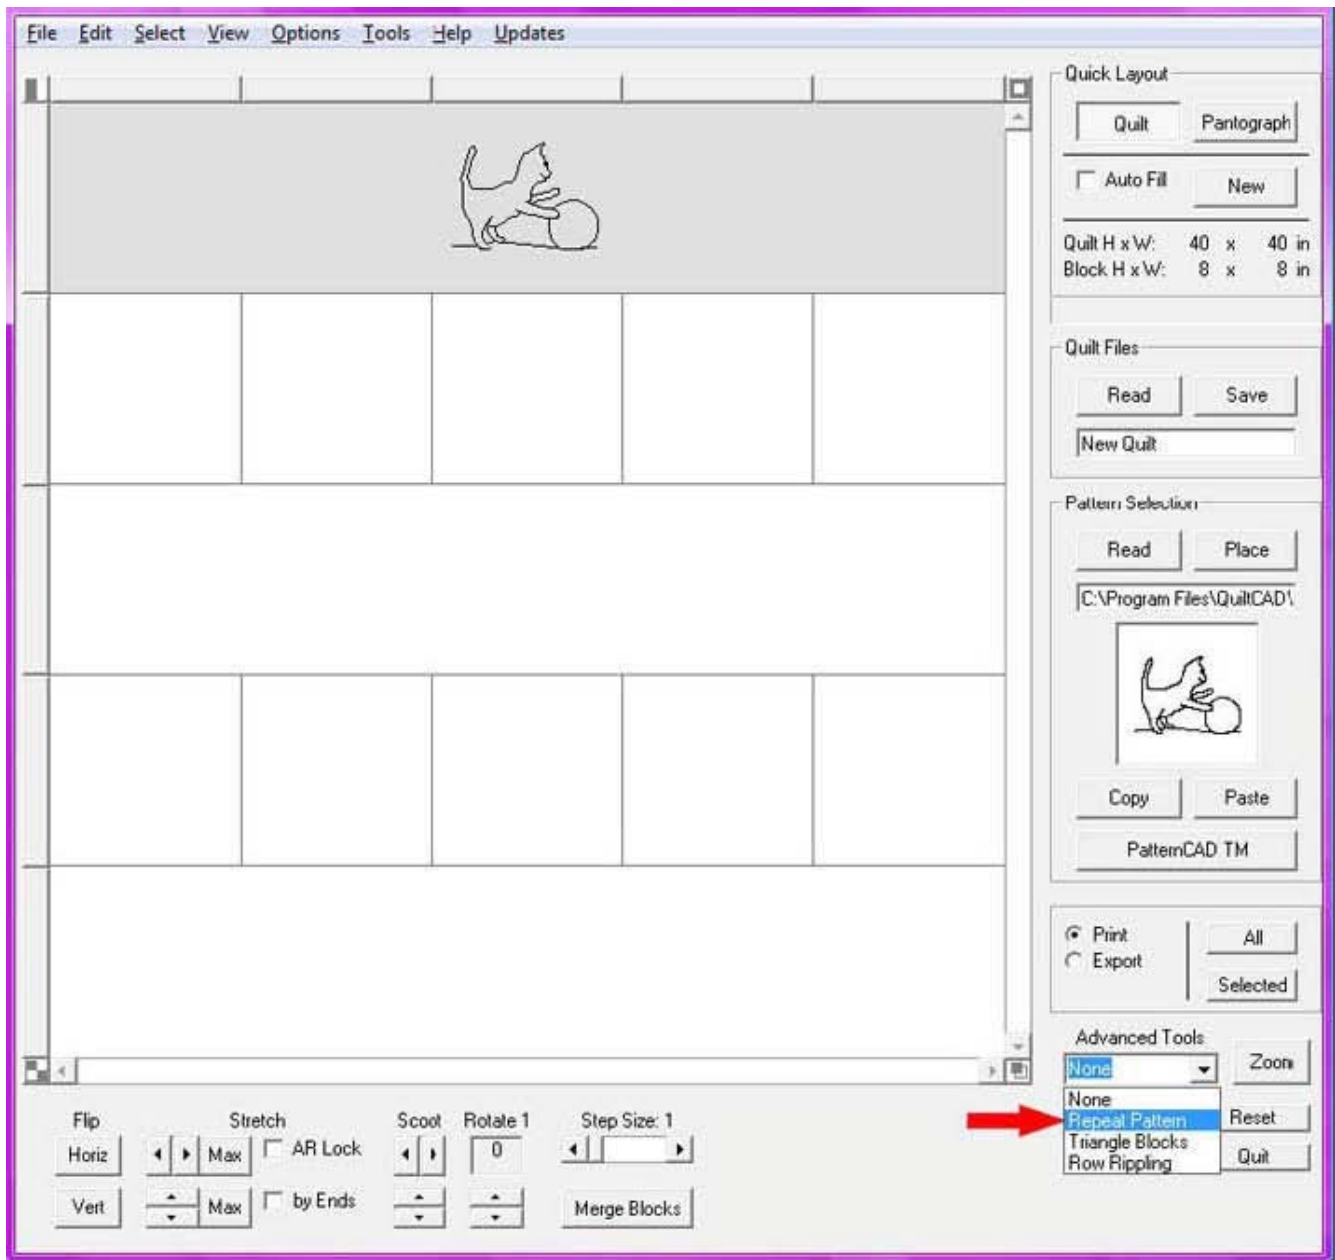 File Edit Select View Options Tools Help Updates
Quick Layout
Quilt Pantograph
Auto Fill New
Quilt H x W: 40 x 40 in
Block H x W: 8 x 8 in
Quilt Files
Read Save
New Quilt
Pattern Selection
Read Place
C:\Program Files\QuiltCAD\
Copy Paste
PatternCAD TM
Print All
Export
Selected
Advanced Tools
None Zoom
None
Repeat Pattern Reset
Triangle Blocks
Row Rippling Quit
Flip Stretch Scoot Rotate 1 Step Size: 1
Horiz Max AR Lock 0
Vert Max by Ends Merge Blocks